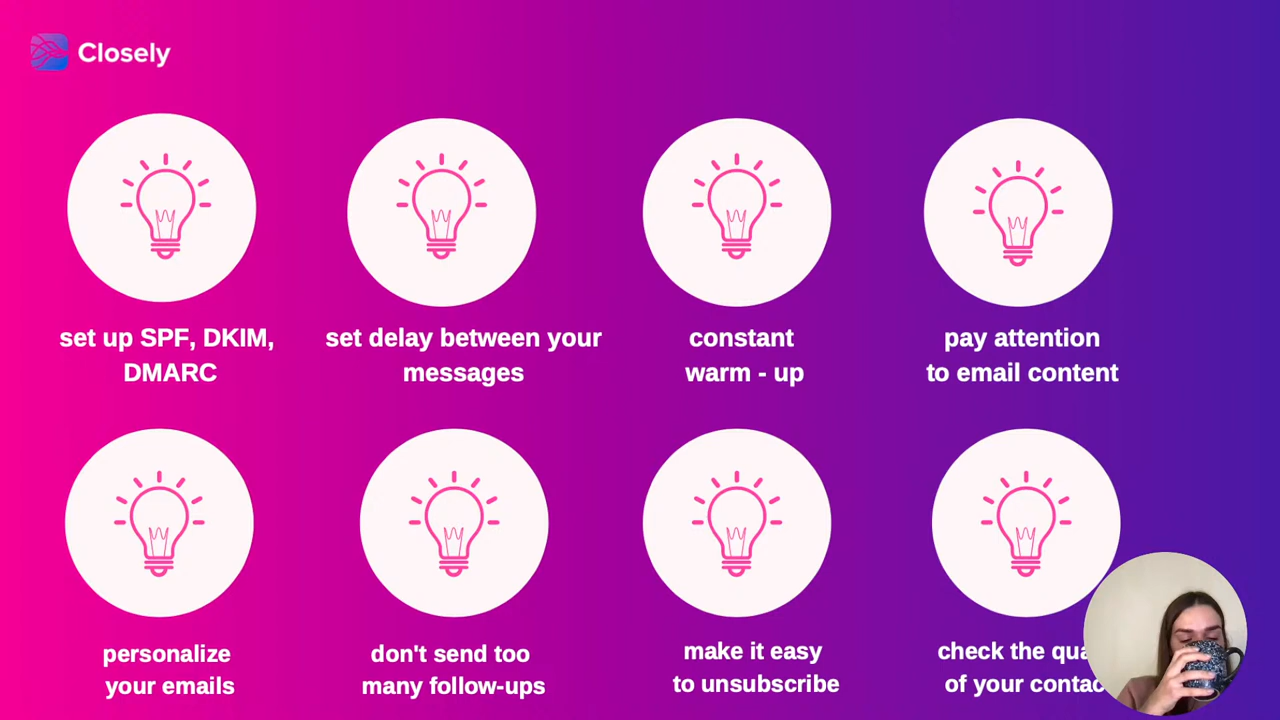 Closely
set up SPF, DKIM,
DMARC
set delay between your
messages
constant
warm - up
pay attention
to email content
personalize
your emails
don't send too
many follow-ups
make it easy
to unsubscribe
check the
of your